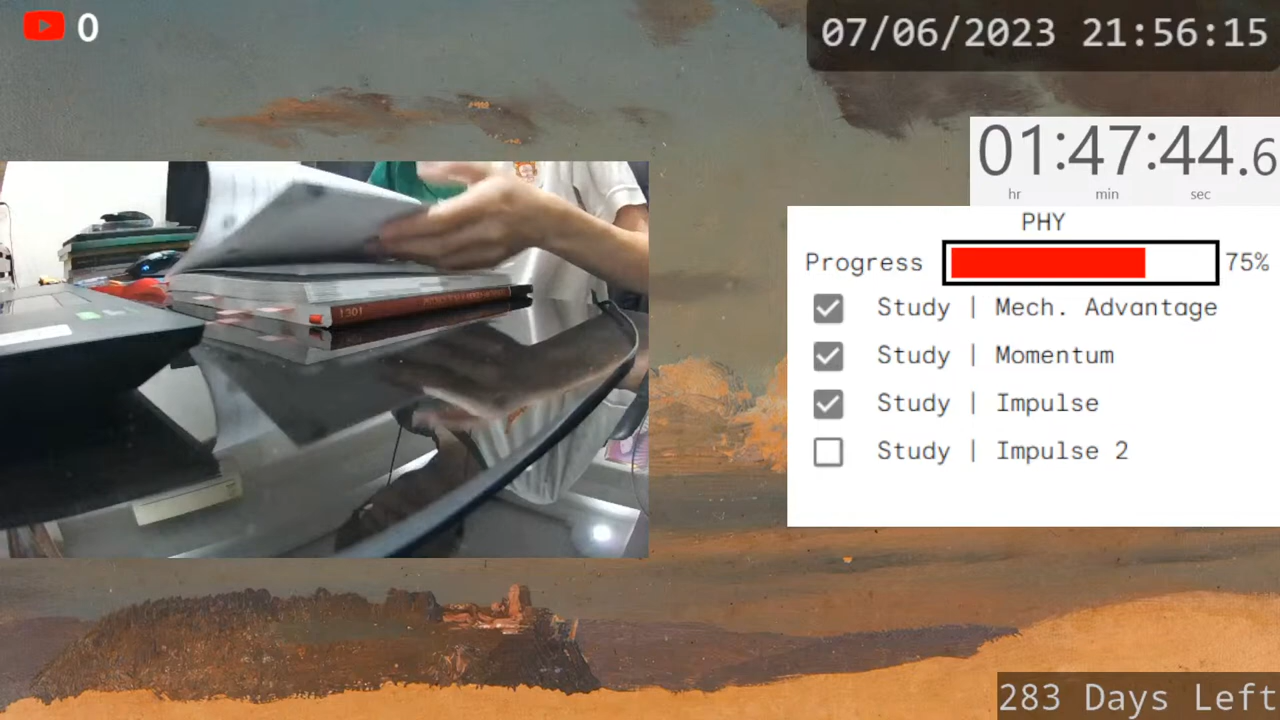 0
07/06/2023 21:56:15
01:47:44.6
hr min sec
PHY
Progress 75%
Study | Mech. Advantage
Study | Momentum
Study | Impulse
Study | Impulse 2
1301
283 Days Left